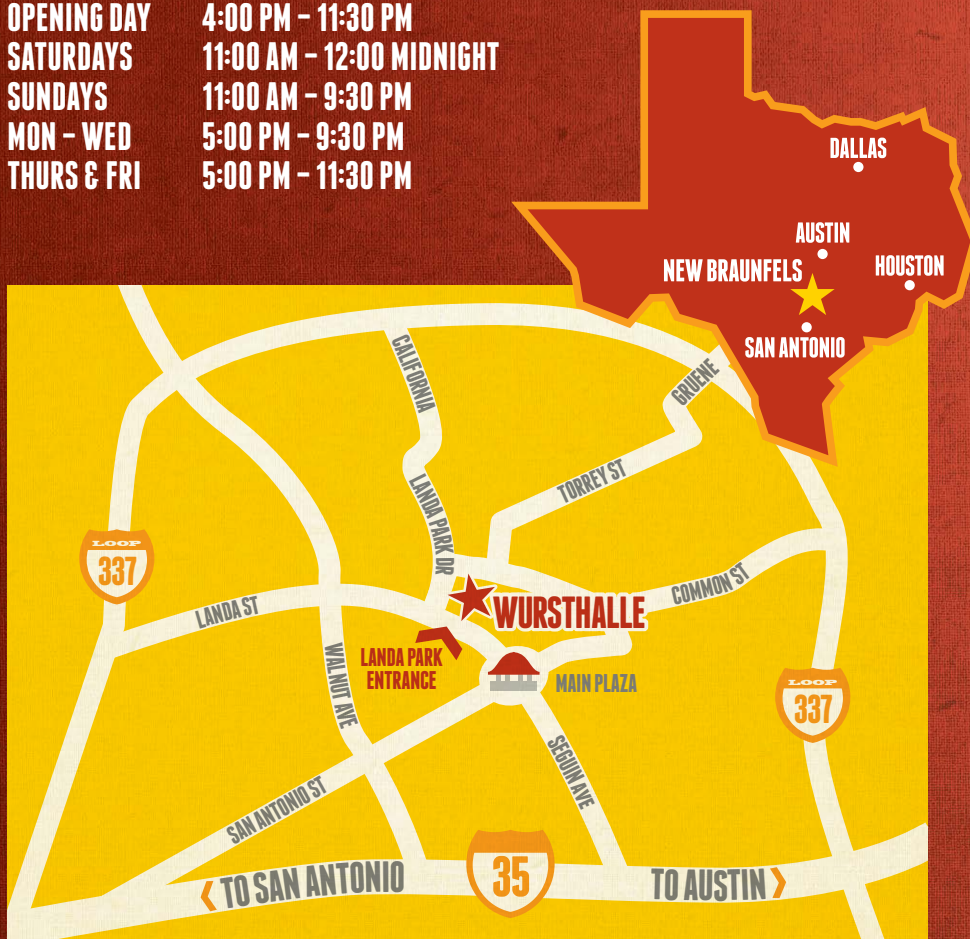 OPENING DAY 4:00 PM – 11:30 PM
SATURDAYS 11:00 AM – 12:00 MIDNIGHT
SUNDAYS 11:00 AM – 9:30 PM
MON – WED 5:00 PM – 9:30 PM
THURS & FRI 5:00 PM – 11:30 PM
DALLAS
AUSTIN
NEW BRAUNFELS
HOUSTON
SAN ANTONIO
CALIFORNIA
GRUENE
LANDA PARK DR
TORREY ST
LOOP
337
COMMON ST
LANDA ST
WURSTHALLE
LANDA PARK
ENTRANCE
WALNUT AVE
MAIN PLAZA
LOOP
337
SEGUIN AVE
SAN ANTONIO ST
‹ TO SAN ANTONIO
35
TO AUSTIN ›